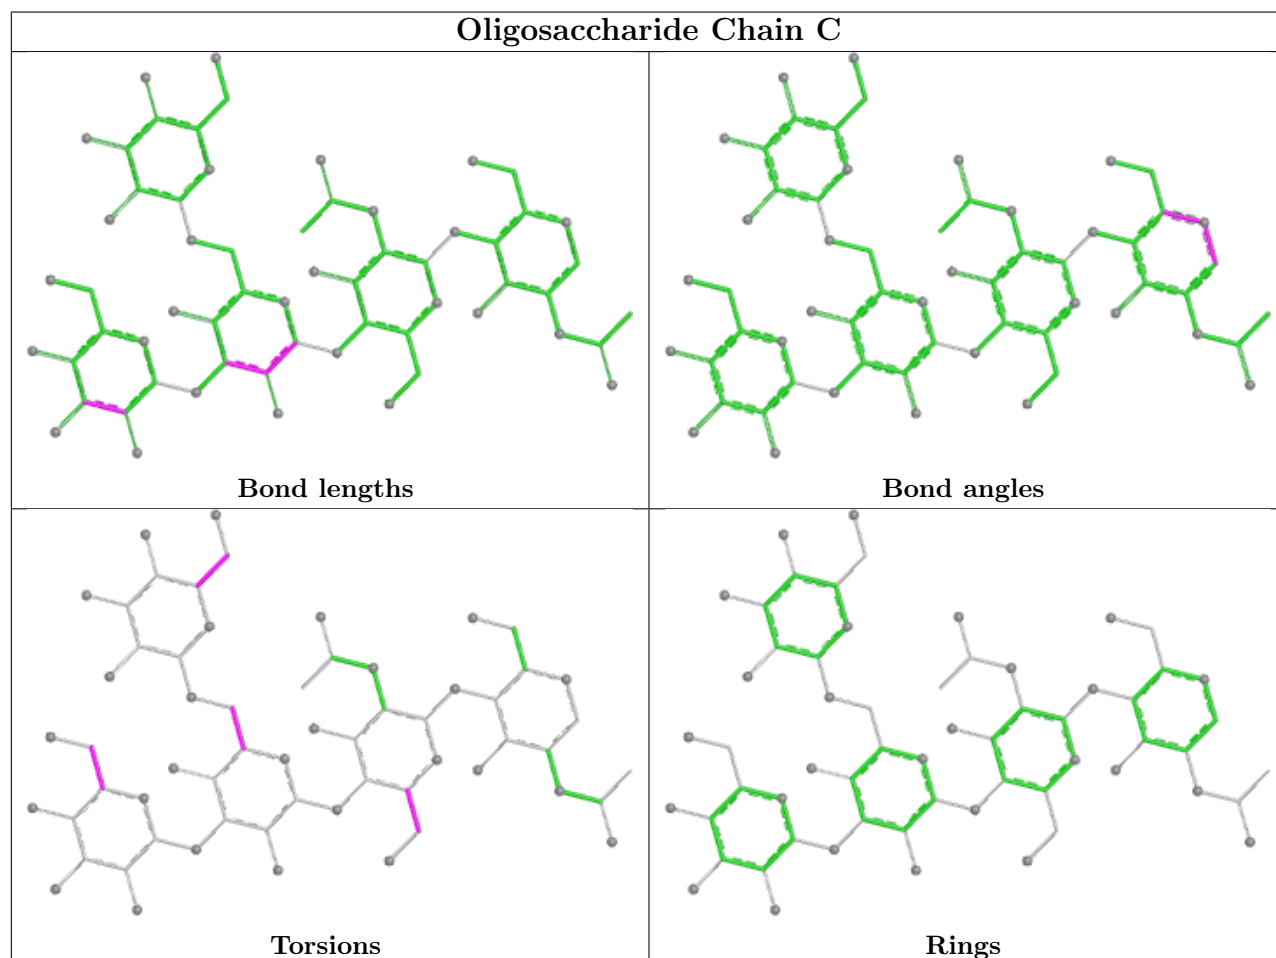 Oligosaccharide Chain C
Bond lengths
Bond angles
Torsions
Rings